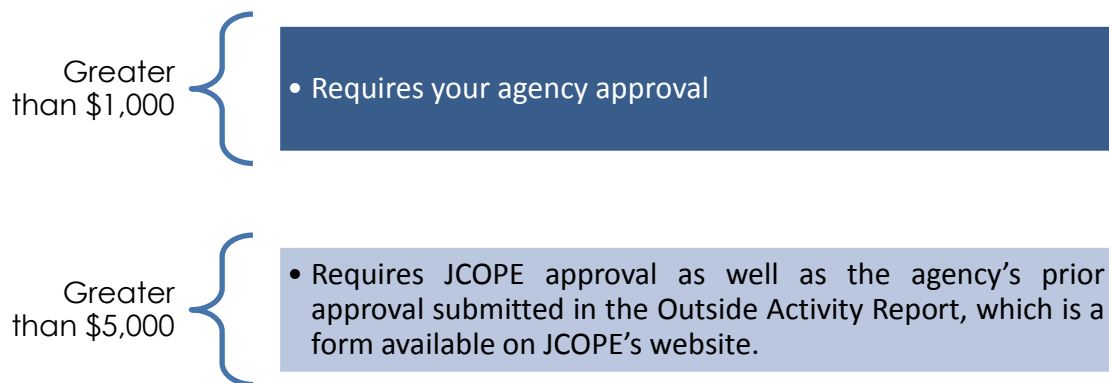 Greater
than $1,000
• Requires your agency approval
Greater
than $5,000
• Requires JCOPE approval as well as the agency’s prior
approval submitted in the Outside Activity Report, which is a
form available on JCOPE’s website.